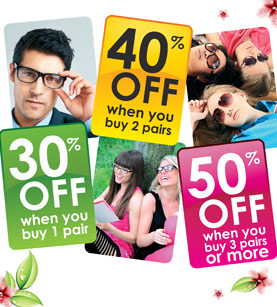 40%
OFF
when you
buy 2 pairs
30%
OFF
when you
buy 1 pair
50%
OFF
when you
buy 3 pairs
or more